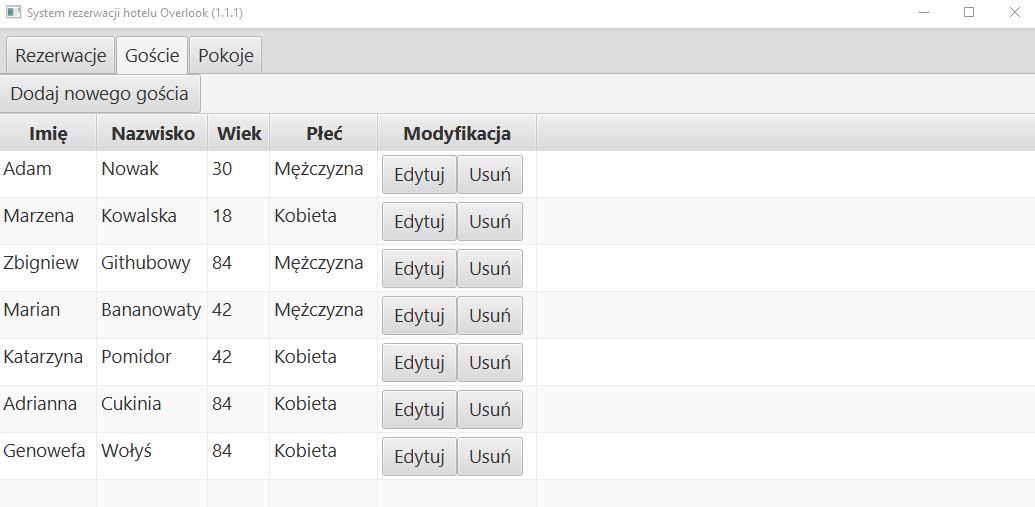 System rezerwacji hotelu Overlook (1.1.1)
Rezerwacje Goście Pokoje
Dodaj nowego gościa
Imię Nazwisko Wiek Płeć Modyfikacja
Adam Nowak 30 Mężczyzna Edytuj Usuń
Marzena Kowalska 18 Kobieta Edytuj Usuń
Zbigniew Githubowy 84 Mężczyzna Edytuj Usuń
Marian Bananowaty 42 Mężczyzna Edytuj Usuń
Katarzyna Pomidor 42 Kobieta Edytuj Usuń
Adrianna Cukinia 84 Kobieta Edytuj Usuń
Genowefa Wołyś 84 Kobieta Edytuj Usuń